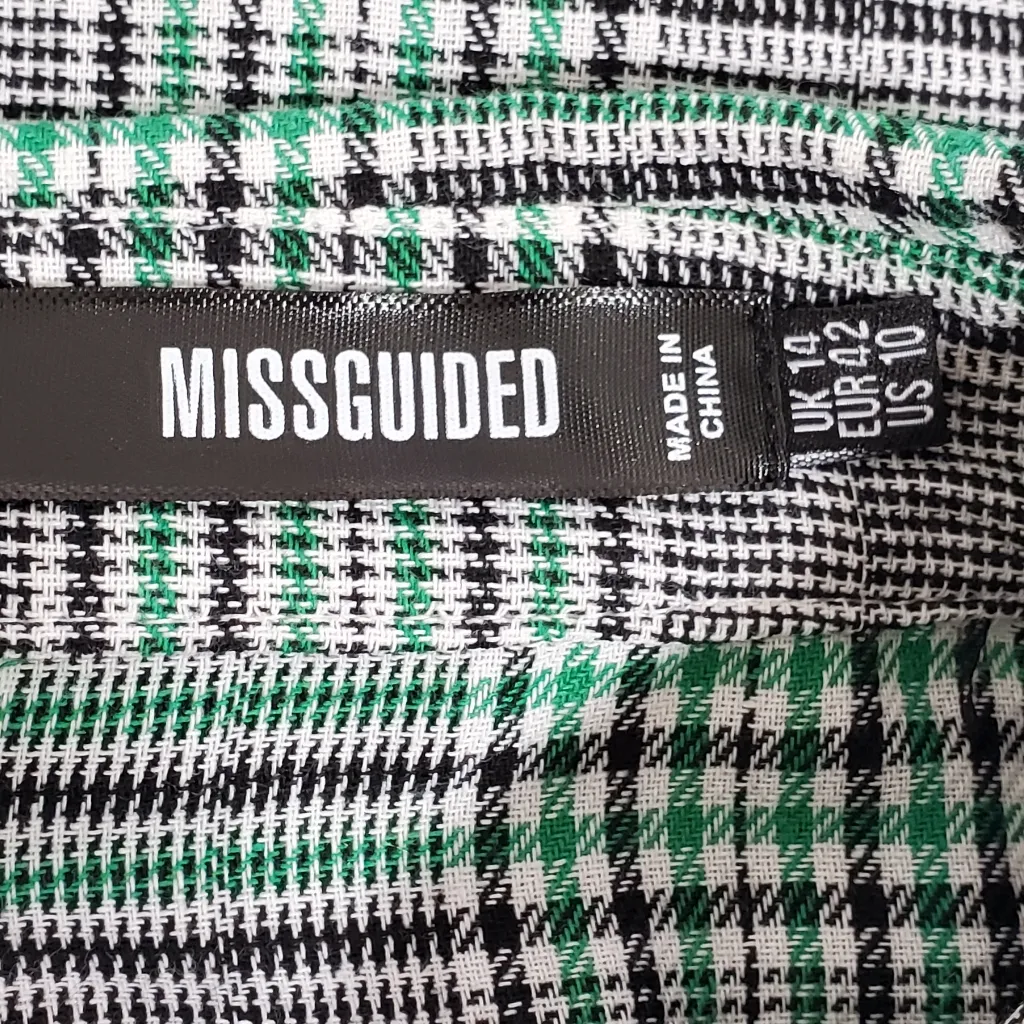 MISSGUIDED
MADE IN
CHINA
UK 14
EUR 42
US 10